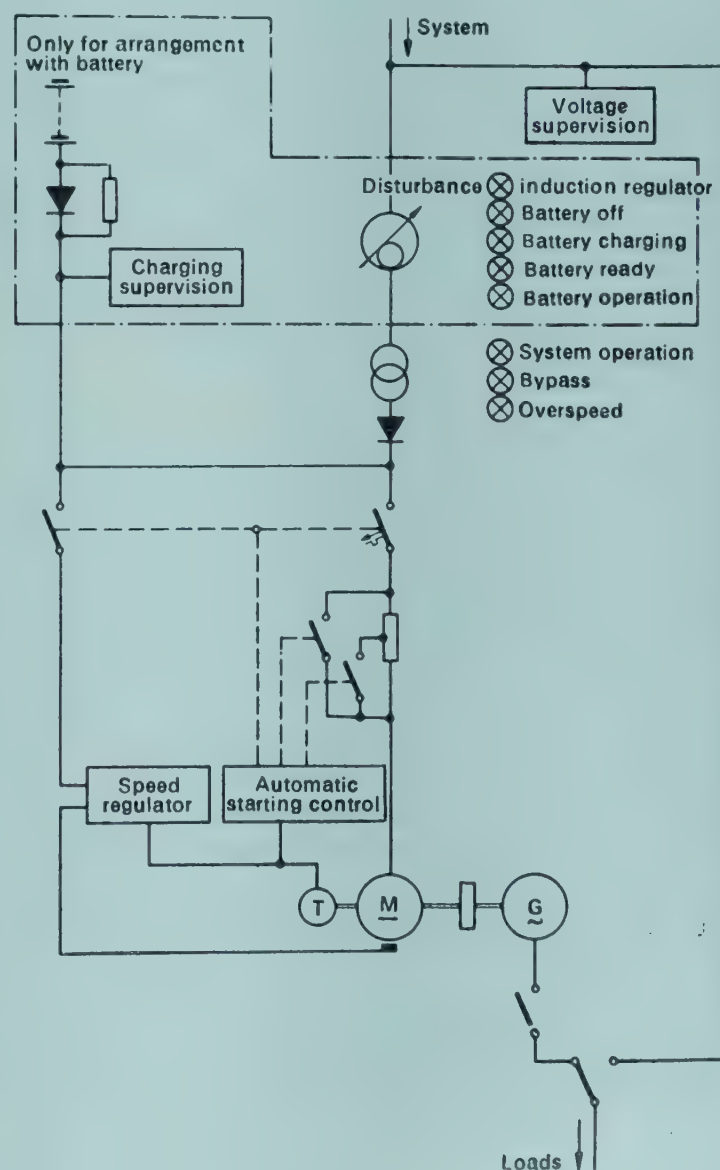 System
Only for arrangement
with battery
Voltage
supervision
Disturbance induction regulator
Battery off
Battery charging
Battery ready
Battery operation
Charging
supervision
System operation
Bypass
Overspeed
Speed
regulator
Automatic
starting control
T
M
G
~
Loads